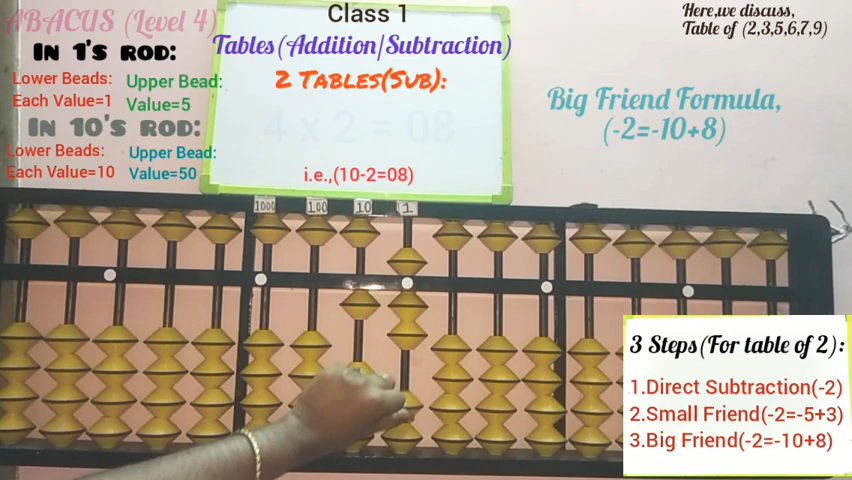 ABACUS (Level 4)
In 1's rod:
Lower Beads:
Each Value=1
Upper Bead:
Value=5
In 10's rod:
Lower Beads:
Each Value=10
Upper Bead:
Value=50
Class 1
Tables(Addition/Subtraction)
2 Tables(Sub):
4 x 2 = 08
i.e.,(10-2=08)
Here,we discuss,
Table of (2,3,5,6,7,9)
Big Friend Formula,
(-2=-10+8)
1000 100 10 1
3 Steps(For table of 2):
1.Direct Subtraction(-2)
2.Small Friend(-2=-5+3)
3.Big Friend(-2=-10+8)